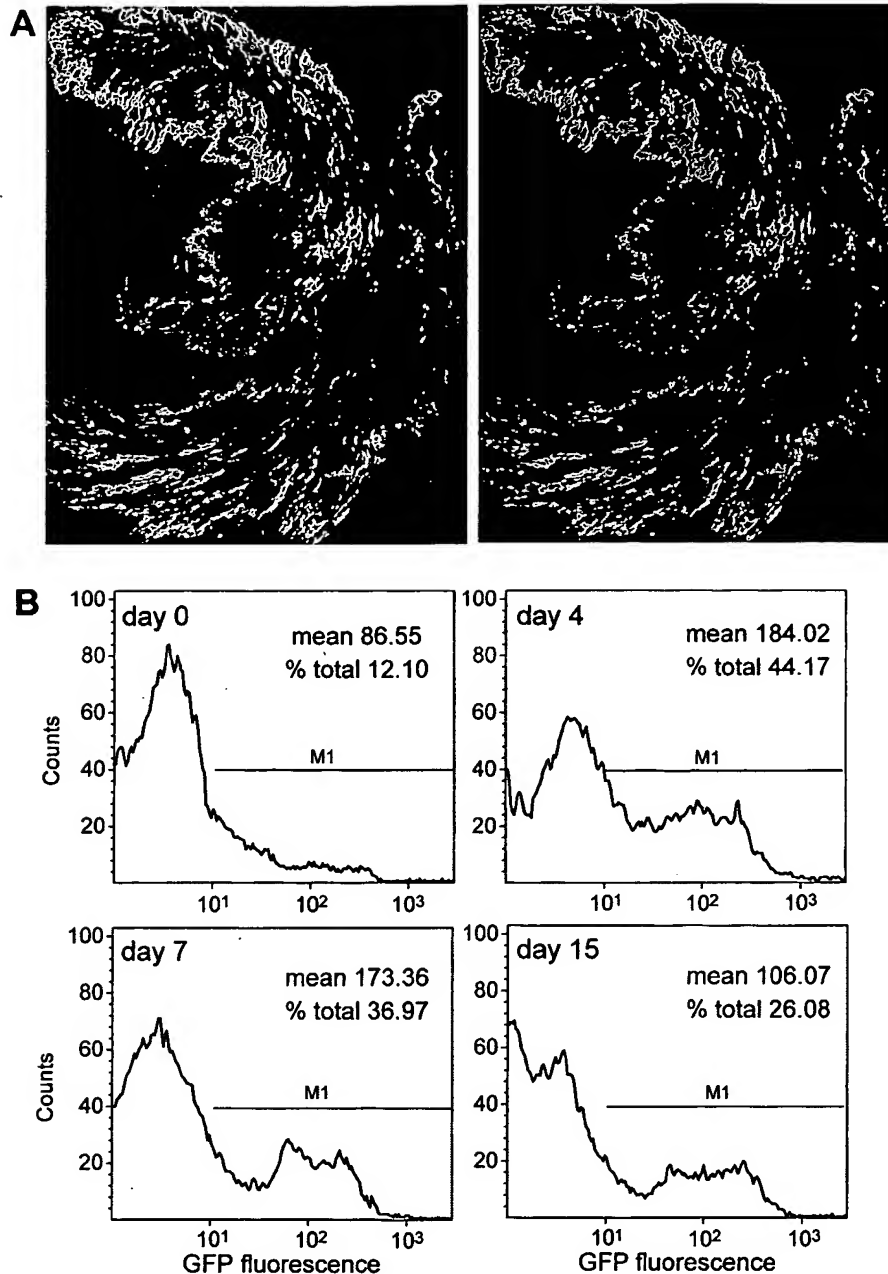 A
B
day 0
mean 86.55
% total 12.10
M1
Counts
100
80
60
40
20
10¹ 10² 10³
day 4
mean 184.02
% total 44.17
M1
100
80
60
40
20
10¹ 10² 10³
day 7
mean 173.36
% total 36.97
M1
Counts
100
80
60
40
20
10¹ 10² 10³
GFP fluorescence
day 15
mean 106.07
% total 26.08
M1
100
80
60
40
20
10¹ 10² 10³
GFP fluorescence